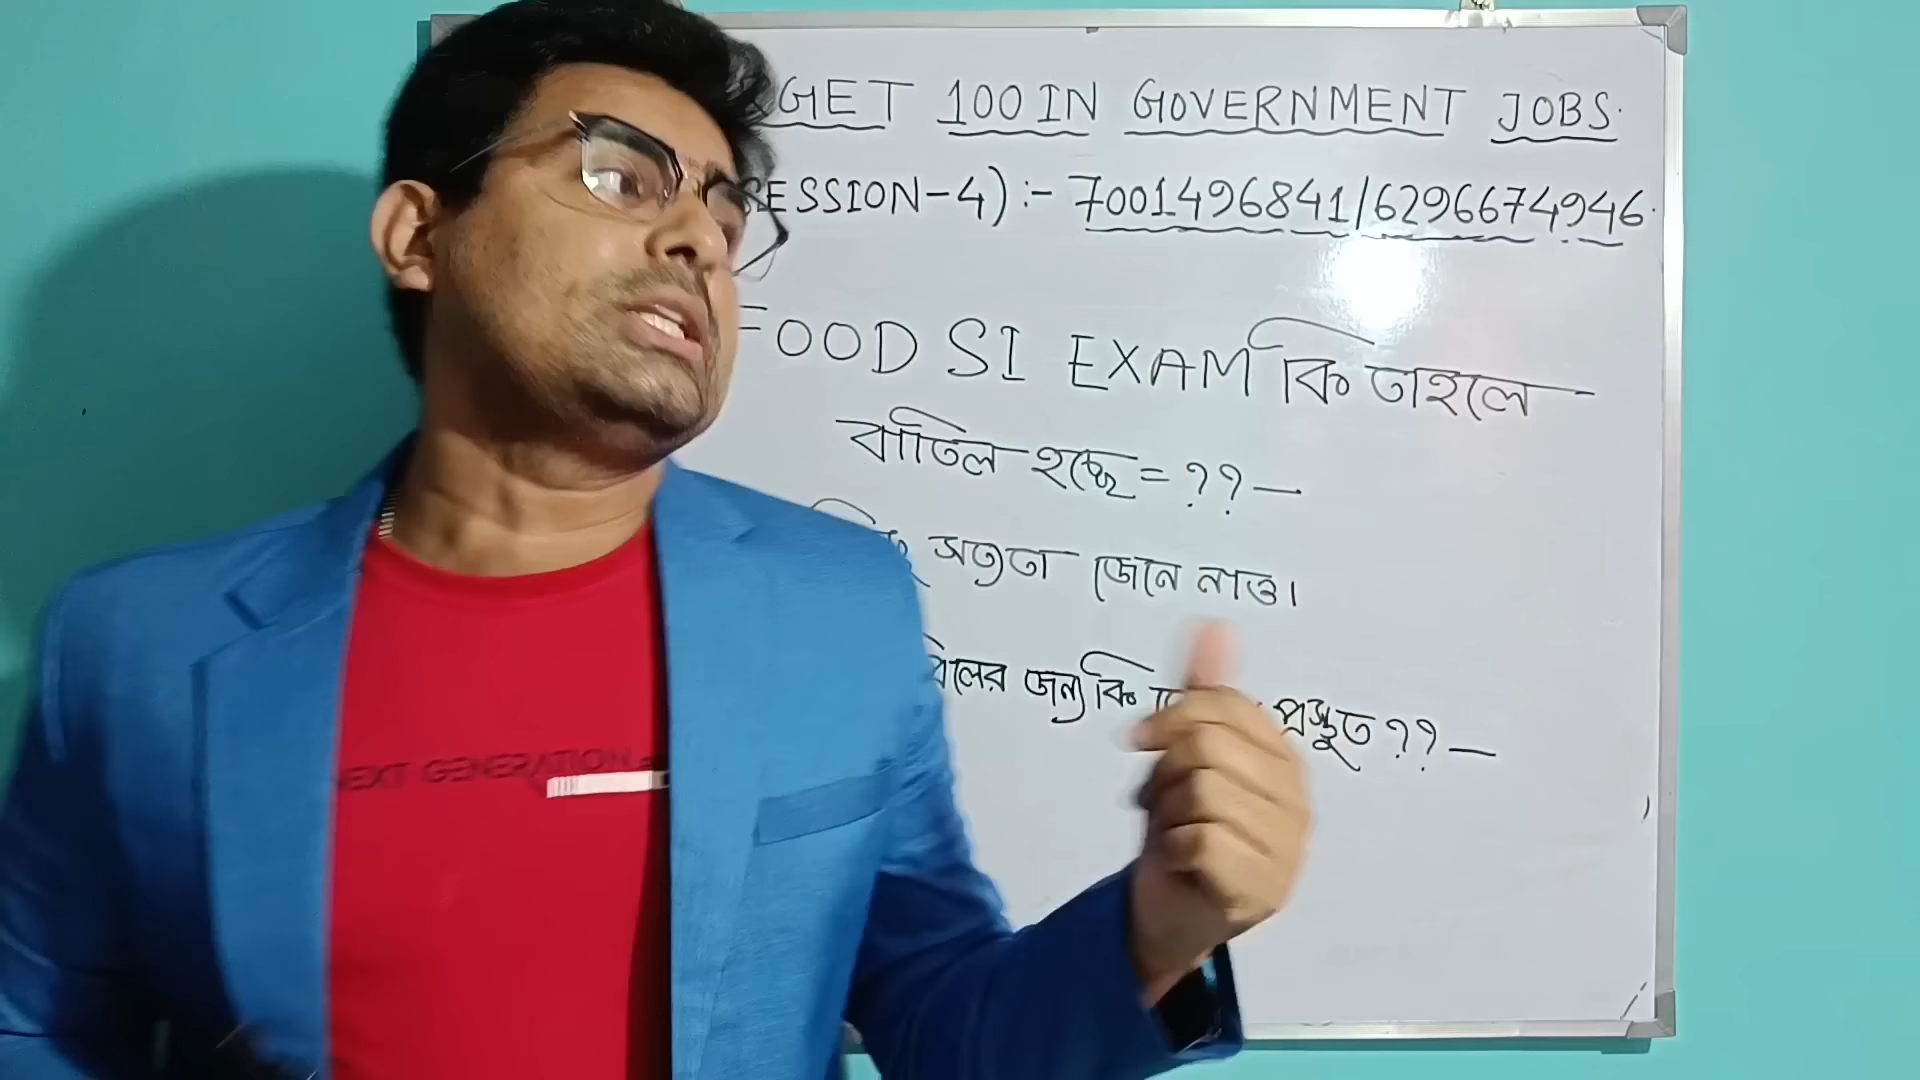 GET 100 IN GOVERNMENT JOBS.
SESSION-4) :- 7001496841/6296674946.
FOOD SI EXAM কি তাহলে
বাতিল হচ্ছে = ?? —
সত্যতা জেনে নাও।
জন্য কি প্রস্তুত ?? —
NEXT GENERATION